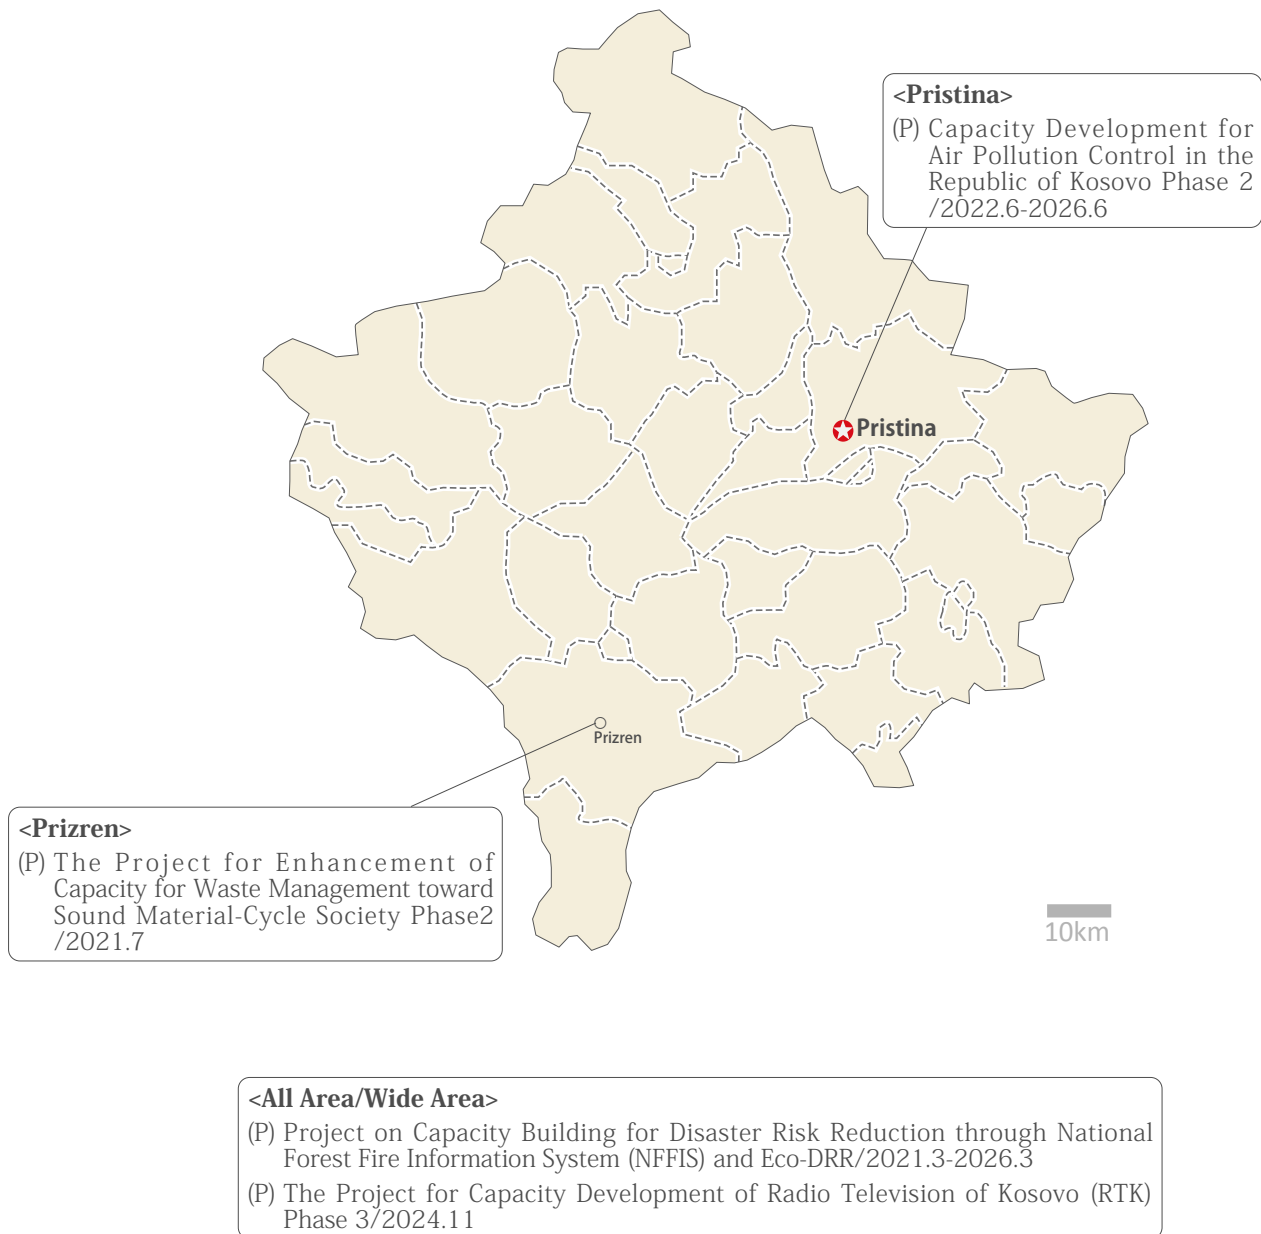 <Pristina>
(P) Capacity Development for
Air Pollution Control in the
Republic of Kosovo Phase 2
/2022.6-2026.6
Pristina
Prizren
<Prizren>
(P) The Project for Enhancement of
Capacity for Waste Management toward
Sound Material-Cycle Society Phase2
/2021.7
10km
<All Area/Wide Area>
(P) Project on Capacity Building for Disaster Risk Reduction through National
Forest Fire Information System (NFFIS) and Eco-DRR/2021.3-2026.3
(P) The Project for Capacity Development of Radio Television of Kosovo (RTK)
Phase 3/2024.11